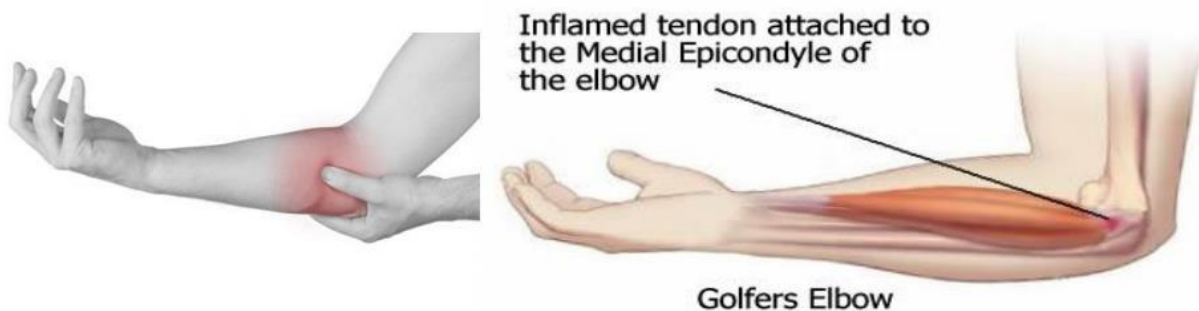 Inflamed tendon attached to
the Medial Epicondyle of
the elbow
Golfers Elbow